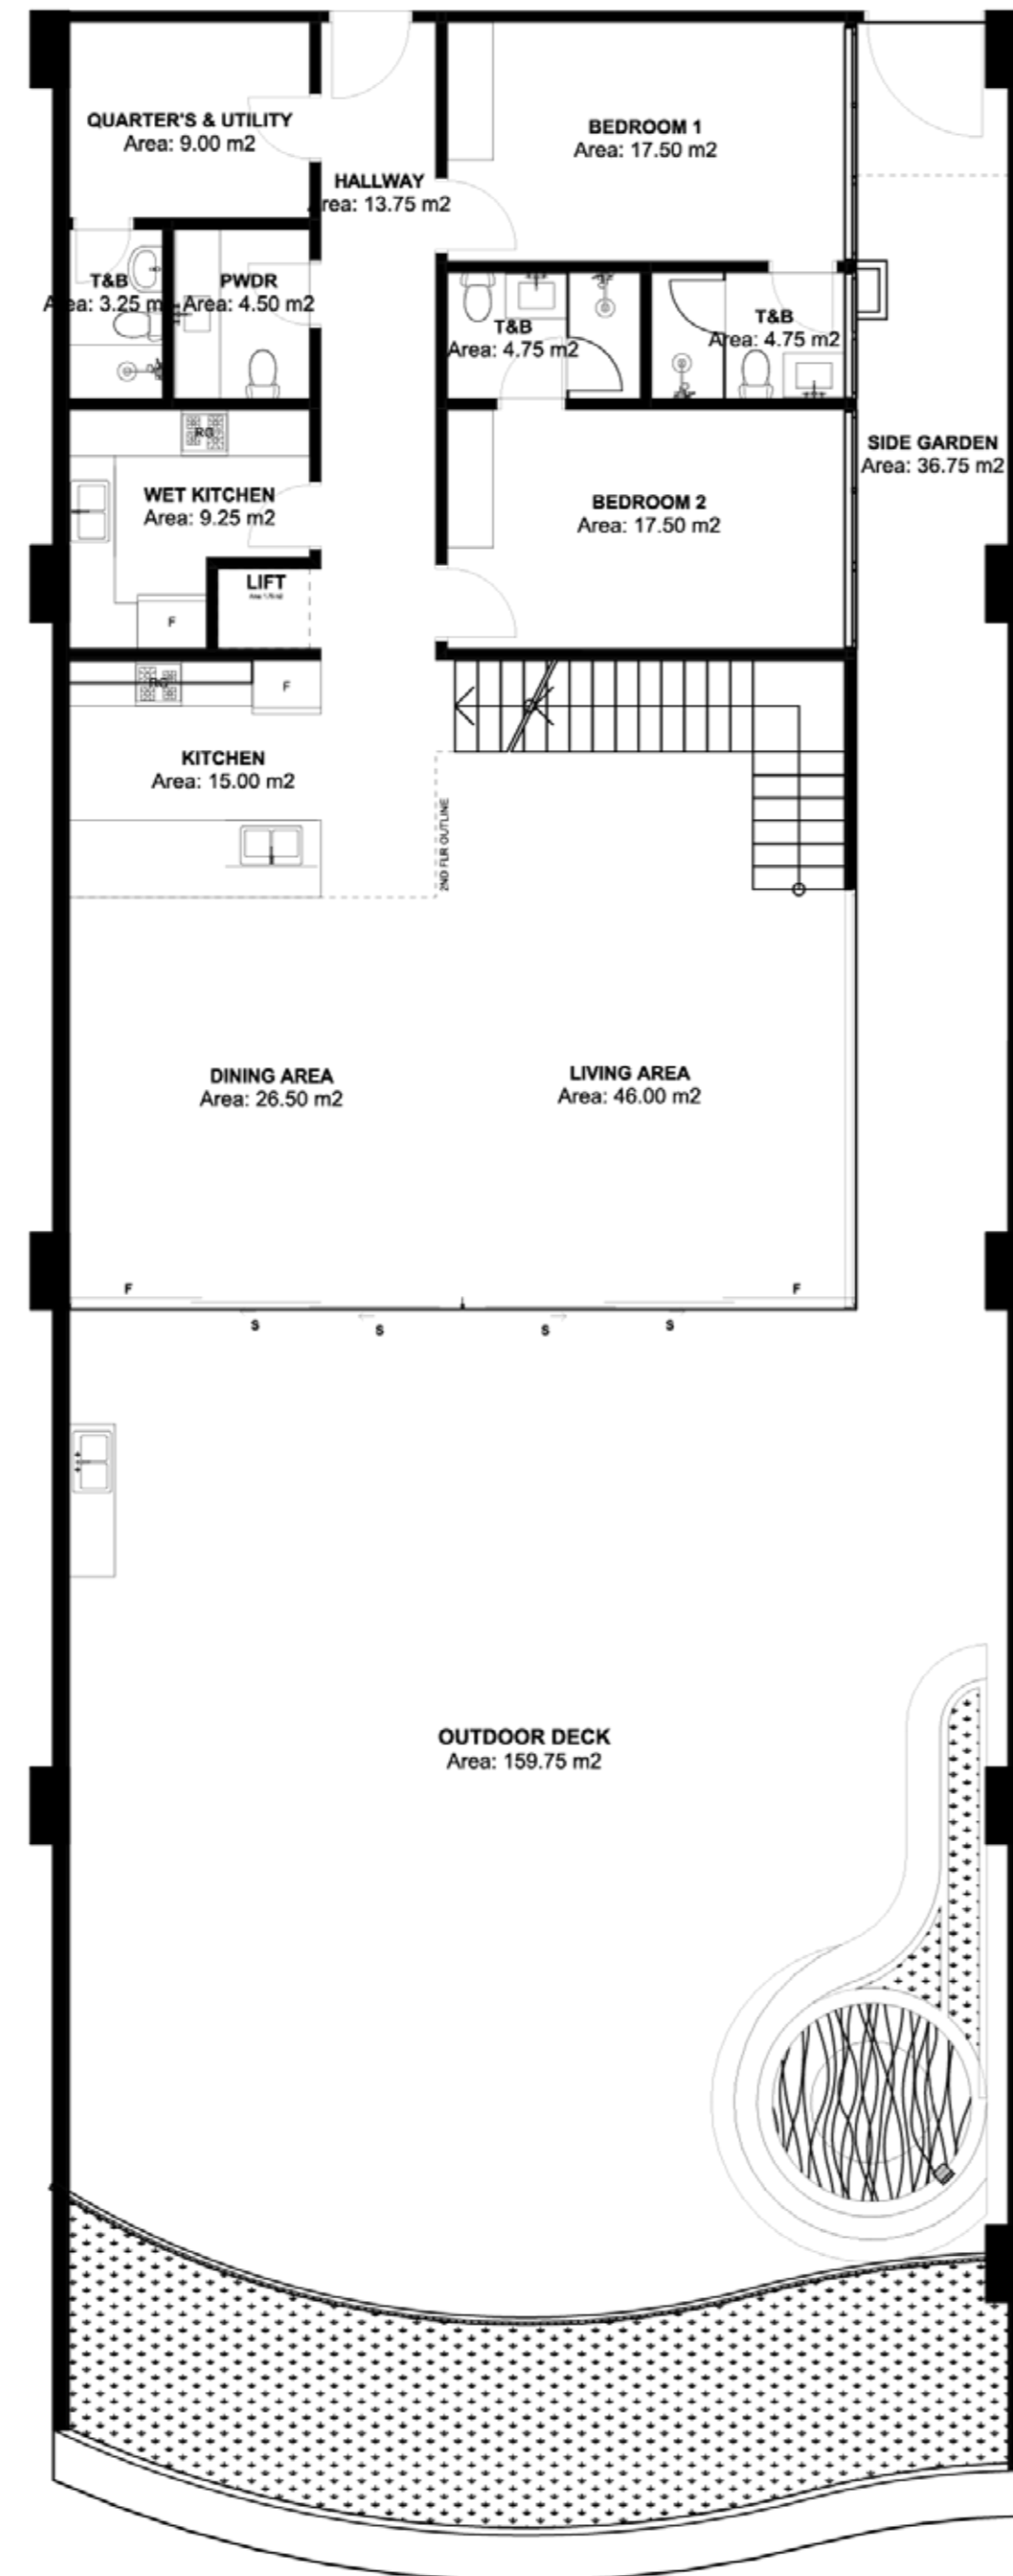 QUARTER'S & UTILITY
Area: 9.00 m2
BEDROOM 1
Area: 17.50 m2
HALLWAY
Area: 13.75 m2
T&B
Area: 3.25 m
PWDR
Area: 4.50 m2
T&B
Area: 4.75 m2
T&B
Area: 4.75 m2
RG
SIDE GARDEN
Area: 36.75 m2
WET KITCHEN
Area: 9.25 m2
BEDROOM 2
Area: 17.50 m2
LIFT
F
RG
F
KITCHEN
Area: 15.00 m2
2ND FLR OUTLINE
DINING AREA
Area: 26.50 m2
LIVING AREA
Area: 46.00 m2
F
F
S
S
S
S
OUTDOOR DECK
Area: 159.75 m2